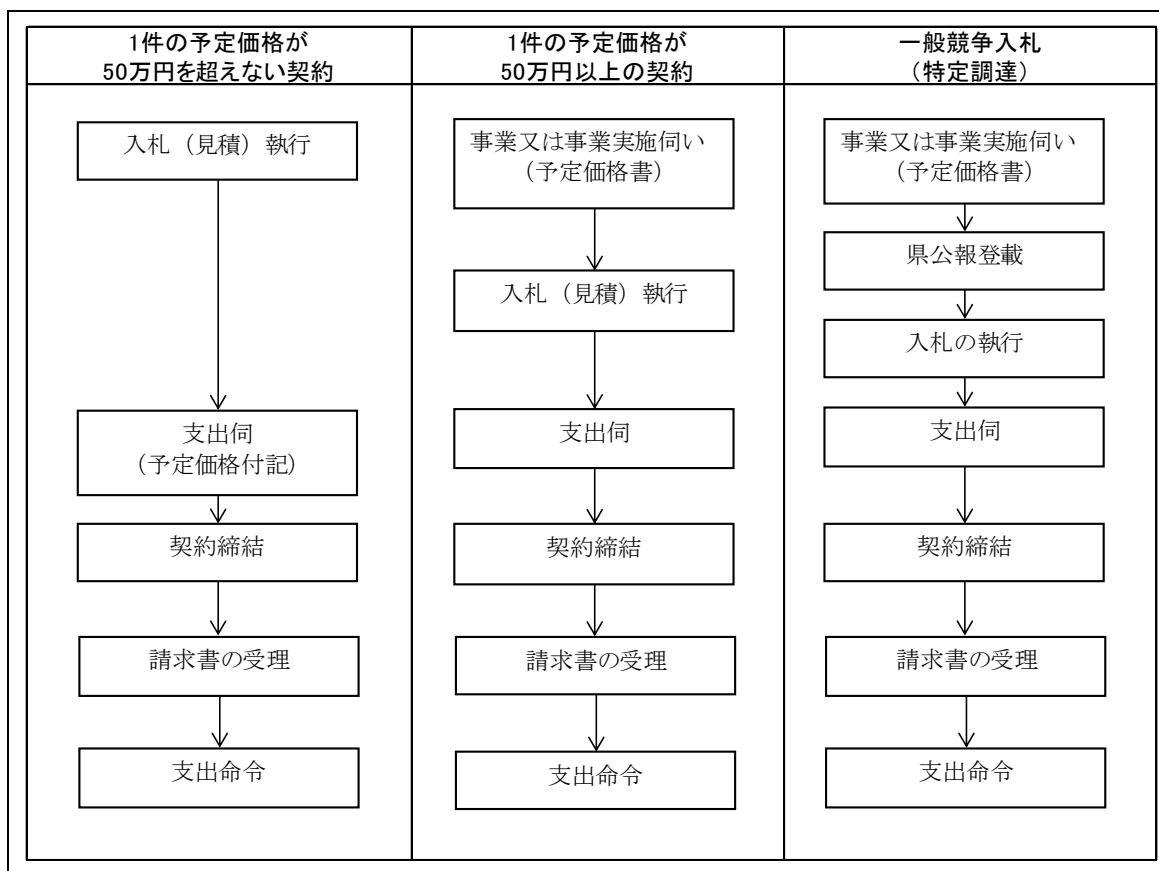 1件の予定価格が
50万円を超えない契約
入札（見積）執行
支出伺
（予定価格付記）
契約締結
請求書の受理
支出命令
1件の予定価格が
50万円以上の契約
事業又は事業実施伺い
（予定価格書）
入札（見積）執行
支出伺
契約締結
請求書の受理
支出命令
一般競争入札
（特定調達）
事業又は事業実施伺い
（予定価格書）
県公報登載
入札の執行
支出伺
契約締結
請求書の受理
支出命令